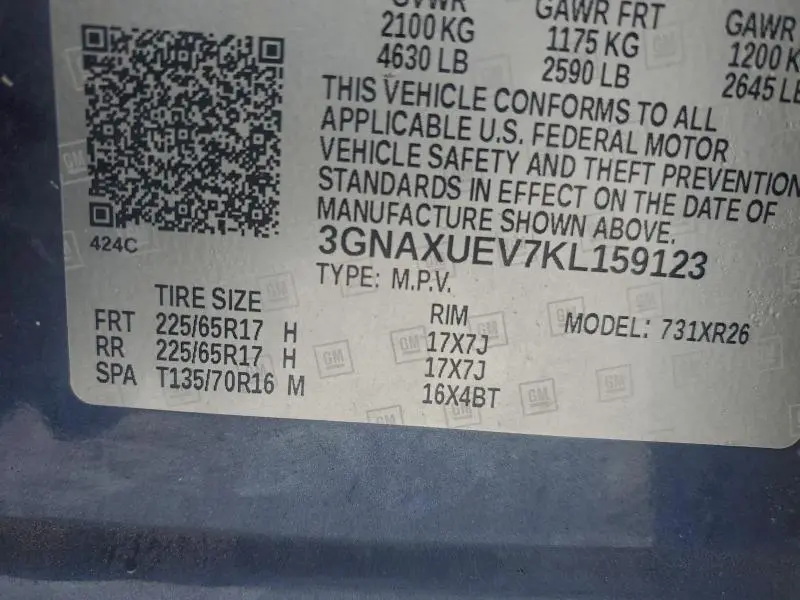 GVWR GAWR FRT GAWR
2100 KG 1175 KG 1200 K
4630 LB 2590 LB 2645 LB
THIS VEHICLE CONFORMS TO ALL
APPLICABLE U.S. FEDERAL MOTOR
VEHICLE SAFETY AND THEFT PREVENTION
STANDARDS IN EFFECT ON THE DATE OF
MANUFACTURE SHOWN ABOVE.
424C
3GNAXUEV7KL159123
TYPE: M.P.V.
TIRE SIZE RIM MODEL: 731XR26
FRT 225/65R17 H 17X7J
RR 225/65R17 H 17X7J
SPA T135/70R16 M 16X4BT
GM